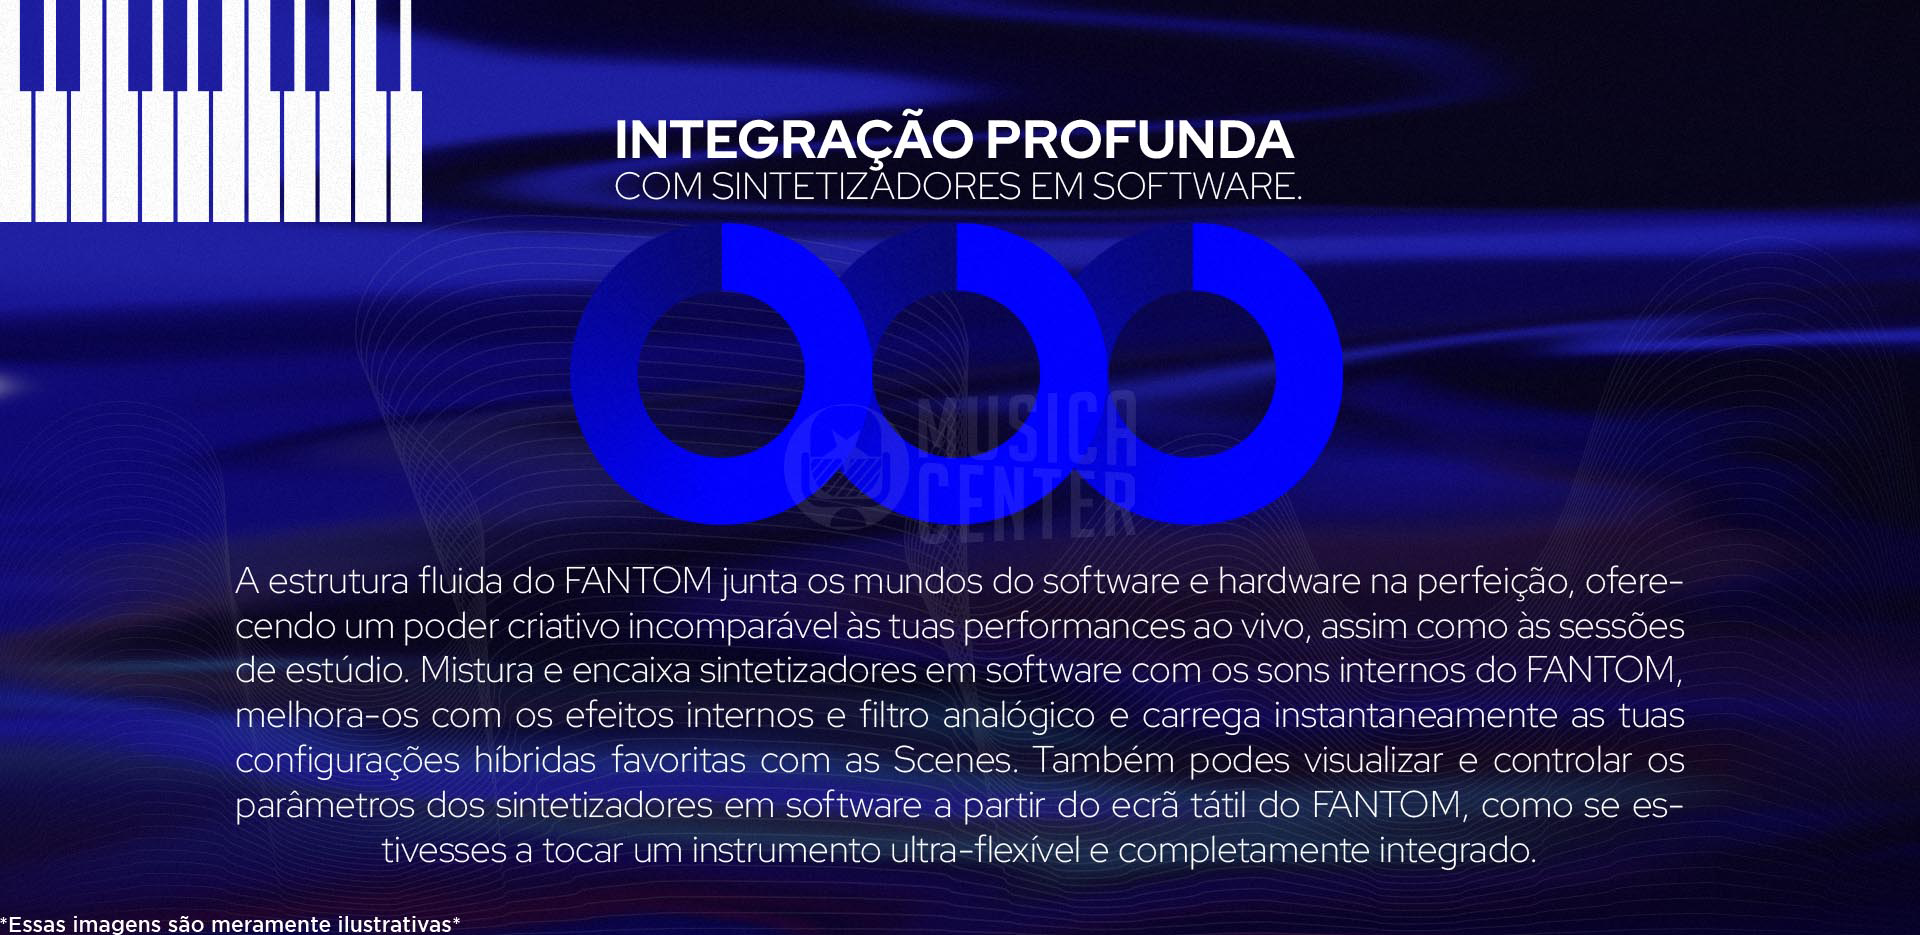 INTEGRAÇÃO PROFUNDA
COM SINTETIZADORES EM SOFTWARE.
MUSICA
CENTER
A estrutura fluida do FANTOM junta os mundos do software e hardware na perfeição, ofere-
cendo um poder criativo incomparável às tuas performances ao vivo, assim como às sessões
de estúdio. Mistura e encaixa sintetizadores em software com os sons internos do FANTOM,
melhora-os com os efeitos internos e filtro analógico e carrega instantaneamente as tuas
configurações híbridas favoritas com as Scenes. Também podes visualizar e controlar os
parâmetros dos sintetizadores em software a partir do ecrã tátil do FANTOM, como se es-
tivesses a tocar um instrumento ultra-flexível e completamente integrado.
*Essas imagens são meramente ilustrativas*